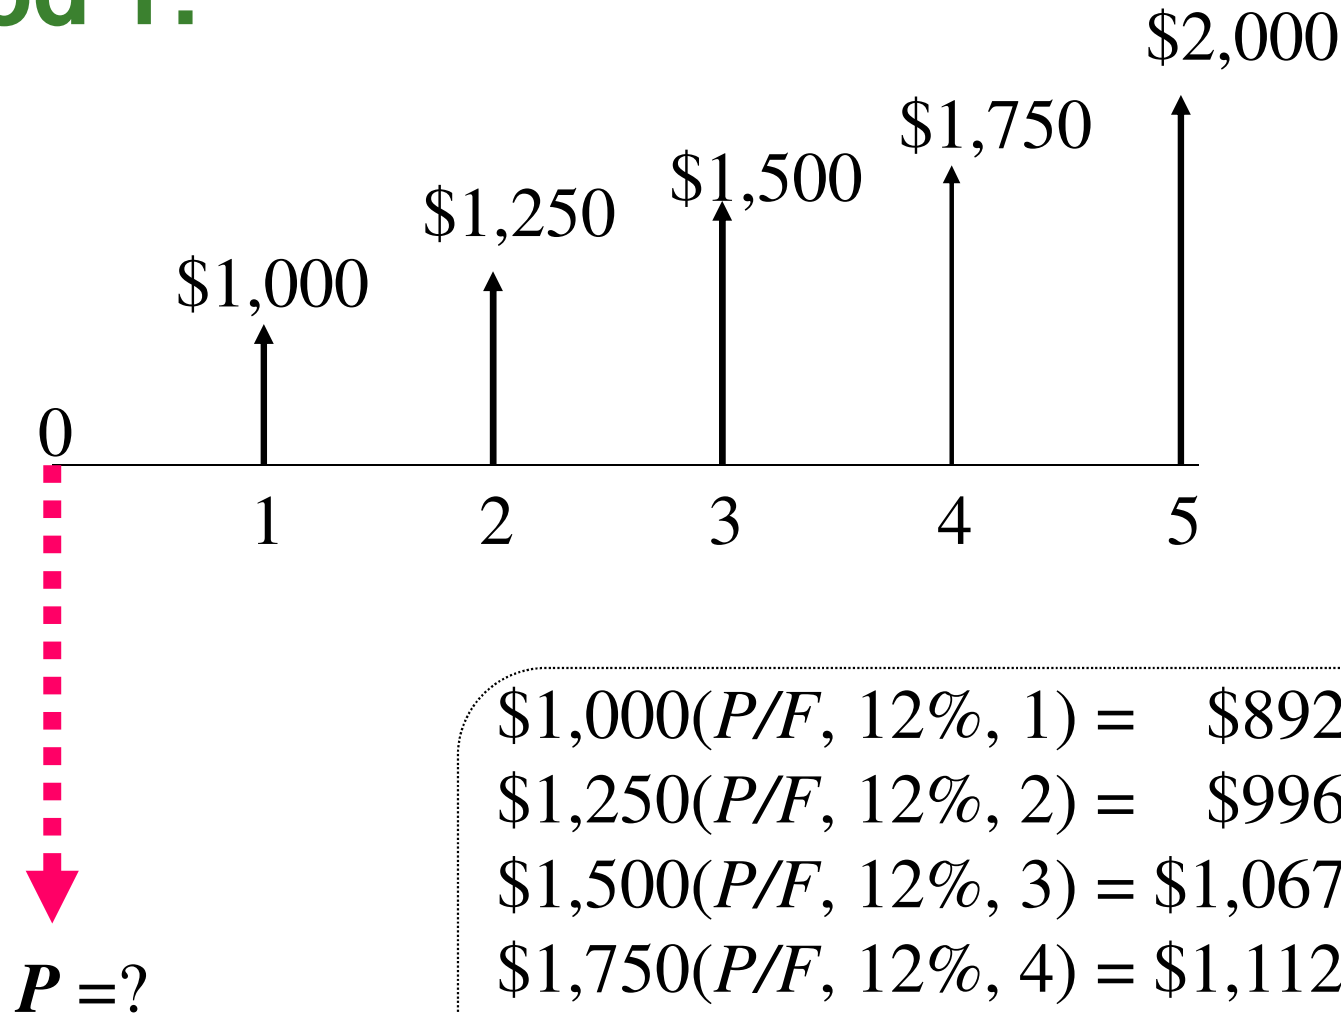 $2,000
$1,750
$1,500
$1,250
$1,000
0
1 2 3 4 5
$1,000(P/F, 12%, 1) = $892
$1,250(P/F, 12%, 2) = $996
$1,500(P/F, 12%, 3) = $1,067
$1,750(P/F, 12%, 4) = $1,112
P =?